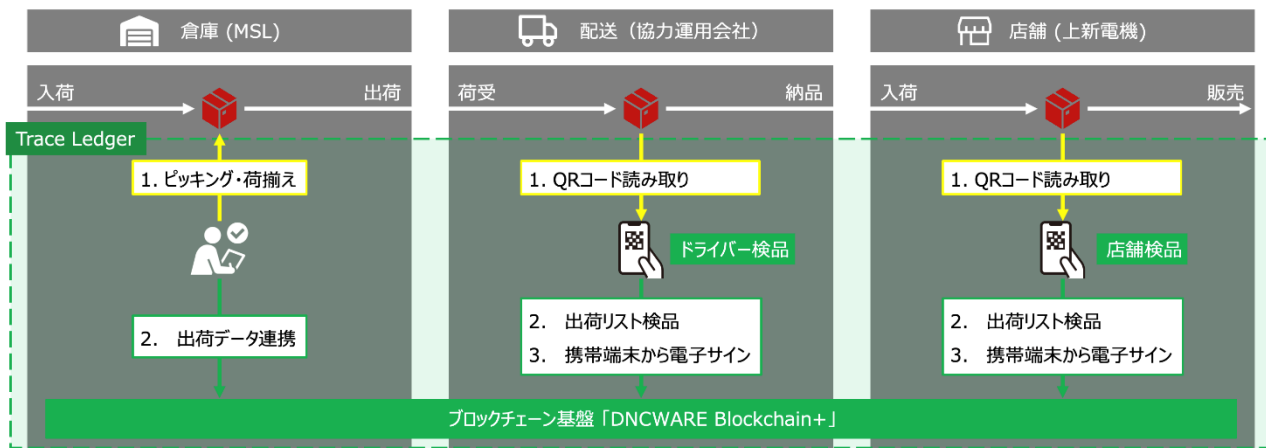 倉庫 (MSL)
配送（協力運用会社）
店舗 (上新電機)
入荷
出荷
荷受
納品
入荷
販売
Trace Ledger
1. ピッキング・荷揃え
1. QRコード読み取り
1. QRコード読み取り
ドライバー検品
店舗検品
2. 出荷データ連携
2. 出荷リスト検品
3. 携帯端末から電子サイン
2. 出荷リスト検品
3. 携帯端末から電子サイン
ブロックチェーン基盤「DNCWARE Blockchain+」